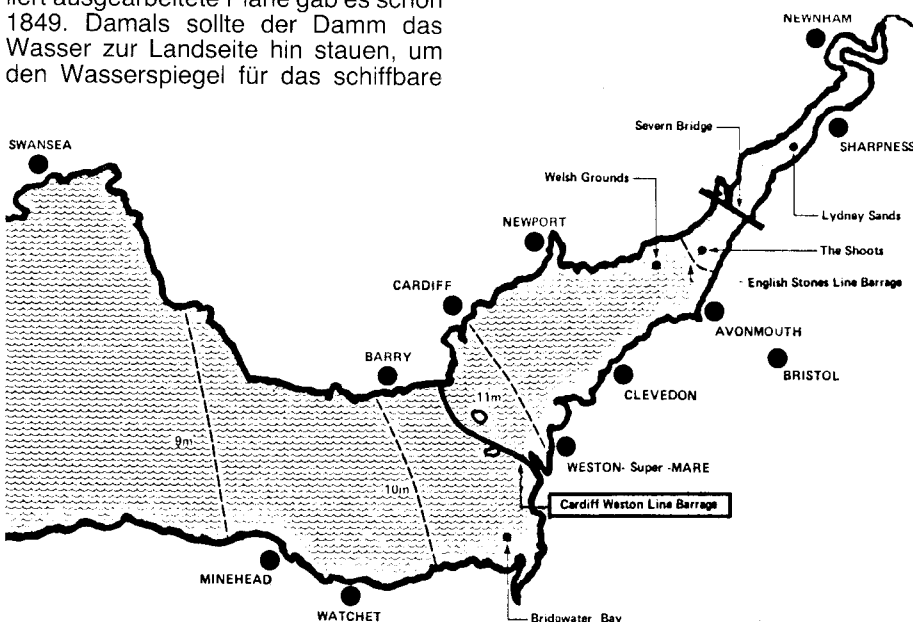 liert ausgearbeitete Pläne gab es schon
1849. Damals sollte der Damm das
Wasser zur Landseite hin stauen, um
den Wasserspiegel für das schiffbare
NEWNHAM
Severn Bridge
SHARPNESS
SWANSEA
Welsh Grounds
Lydney Sands
NEWPORT
The Shoots
English Stones Line Barrage
CARDIFF
AVONMOUTH
BARRY
BRISTOL
11m
CLEVEDON
9m
WESTON- Super -MARE
10m
Cardiff Weston Line Barrage
MINEHEAD
WATCHET
Bridgwater Bay